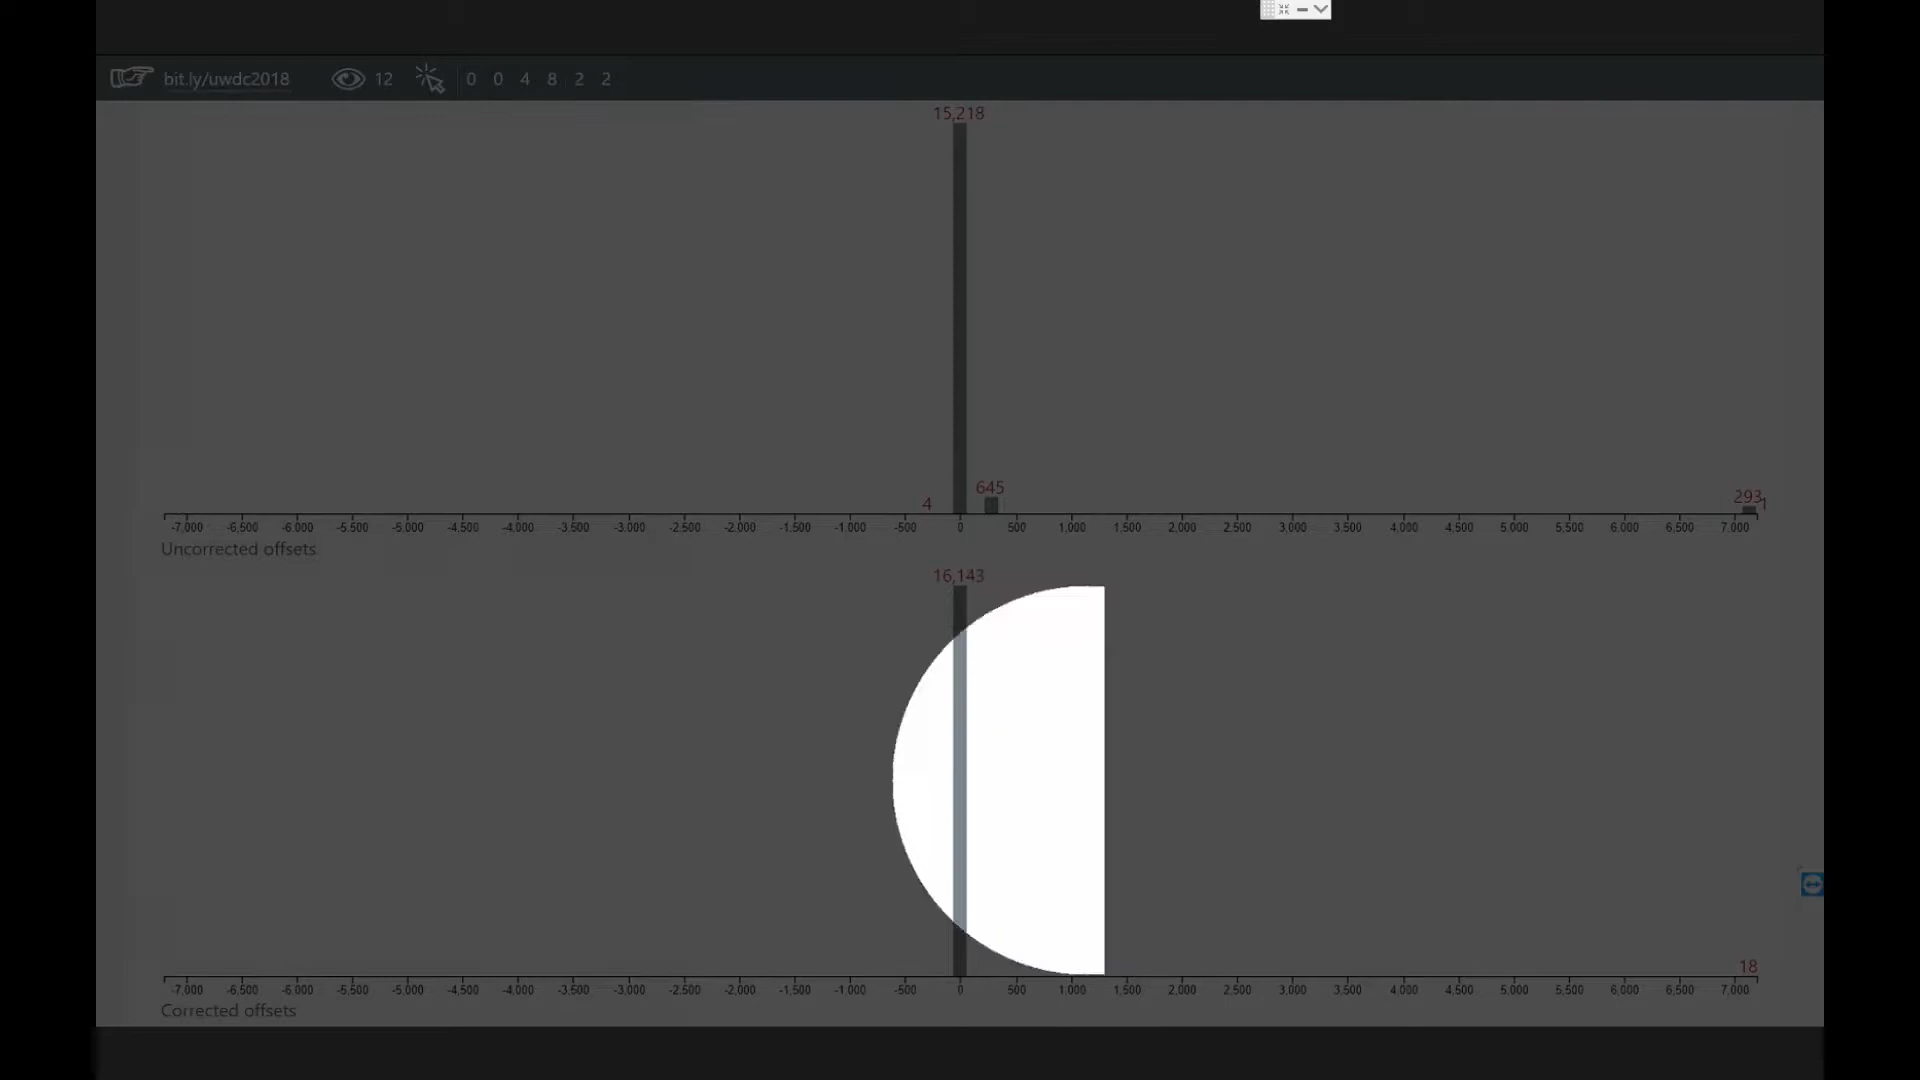 bit.ly/uwdc2018 12 0 0 4 8 2 2
15,218
4 645 293 1
-7,000 -6,500 -6,000 -5,500 -5,000 -4,500 -4,000 -3,500 -3,000 -2,500 -2,000 -1,500 -1,000 -500 0 500 1,000 1,500 2,000 2,500 3,000 3,500 4,000 4,500 5,000 5,500 6,000 6,500 7,000
Uncorrected offsets
16,143
18
-7,000 -6,500 -6,000 -5,500 -5,000 -4,500 -4,000 -3,500 -3,000 -2,500 -2,000 -1,500 -1,000 -500 0 500 1,000 1,500 2,000 2,500 3,000 3,500 4,000 4,500 5,000 5,500 6,000 6,500 7,000
Corrected offsets